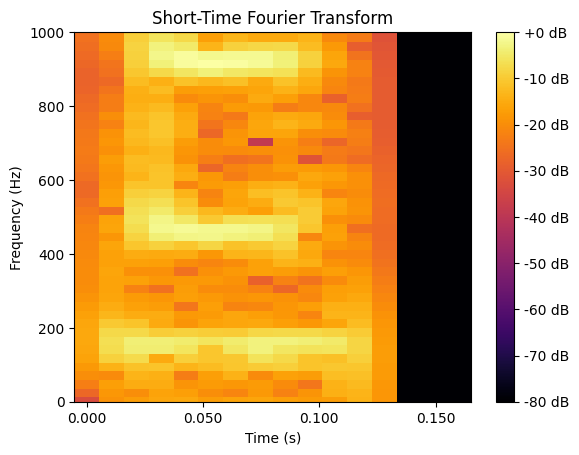 Short-Time Fourier Transform
Frequency (Hz)
1000
800
600
400
200
0
0.000
0.050
0.100
0.150
Time (s)
+0 dB
-10 dB
-20 dB
-30 dB
-40 dB
-50 dB
-60 dB
-70 dB
-80 dB